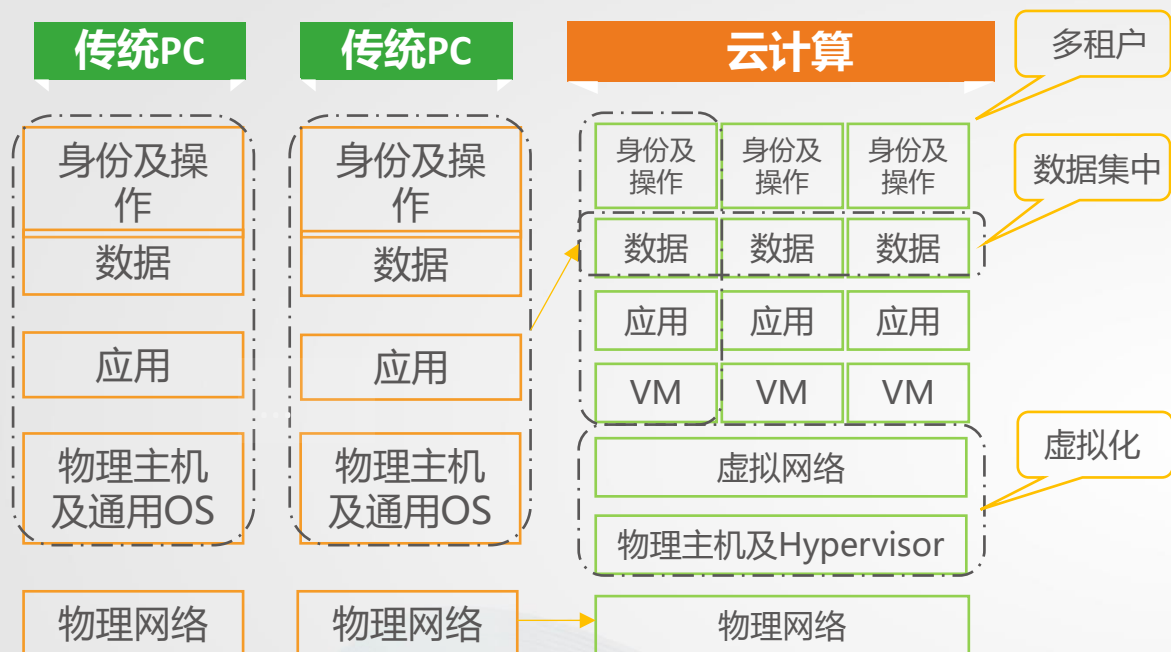 传统PC
传统PC
云计算
多租户
身份及操
作
数据
应用
物理主机
及通用OS
物理网络
身份及操
作
数据
应用
物理主机
及通用OS
物理网络
身份及
操作
身份及
操作
身份及
操作
数据
数据
数据
数据集中
应用
应用
应用
VM
VM
VM
虚拟网络
虚拟化
物理主机及Hypervisor
物理网络